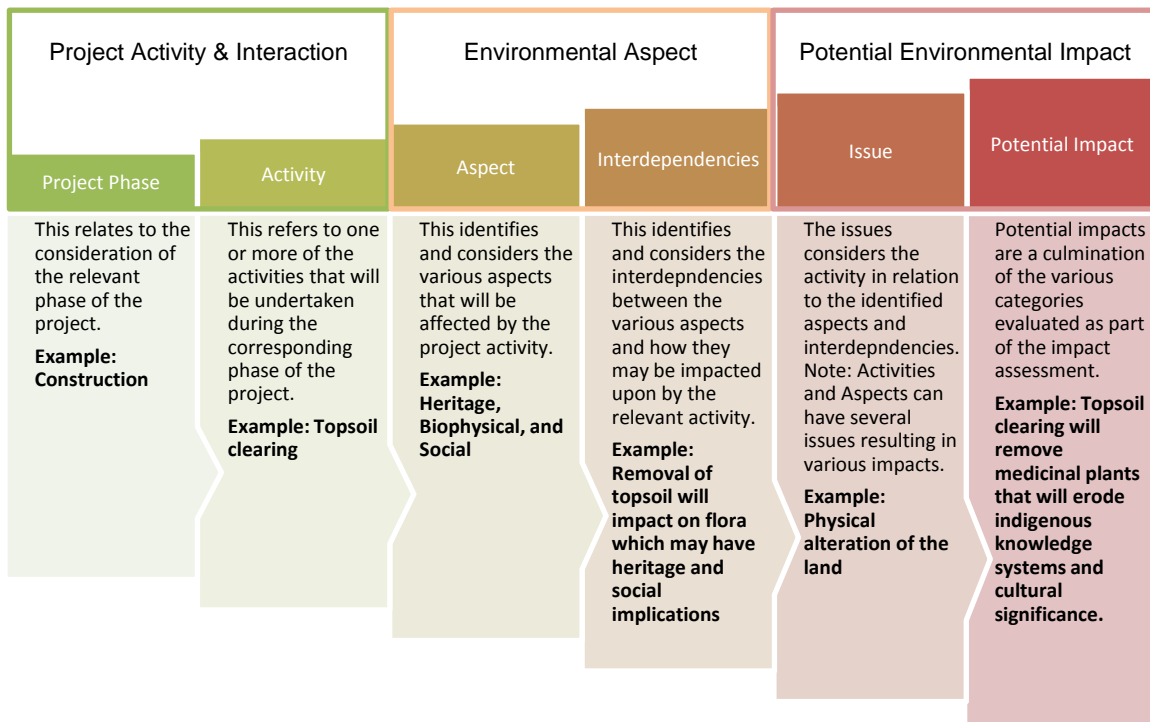 Project Activity & Interaction
Environmental Aspect
Potential Environmental Impact
Project Phase
Activity
Aspect
Interdependencies
Issue
Potential Impact
This relates to the
consideration of
the relevant
phase of the
project.
Example:
Construction
This refers to one
or more of the
activities that will
be undertaken
during the
corresponding
phase of the
project.
Example: Topsoil
clearing
This identifies
and considers the
various aspects
that will be
affected by the
project activity.
Example:
Heritage,
Biophysical, and
Social
This identifies
and considers the
interdepndencies
between the
various aspects
and how they
may be impacted
upon by the
relevant activity.
Example:
Removal of
topsoil will
impact on flora
which may have
heritage and
social
implications
The issues
considers the
activity in relation
to the identified
aspects and
interdepndencies.
Note: Activities
and Aspects can
have several
issues resulting in
various impacts.
Example:
Physical
alteration of the
land
Potential impacts
are a culmination
of the various
categories
evaluated as part
of the impact
assessment.
Example: Topsoil
clearing will
remove
medicinal plants
that will erode
indigenous
knowledge
systems and
cultural
significance.